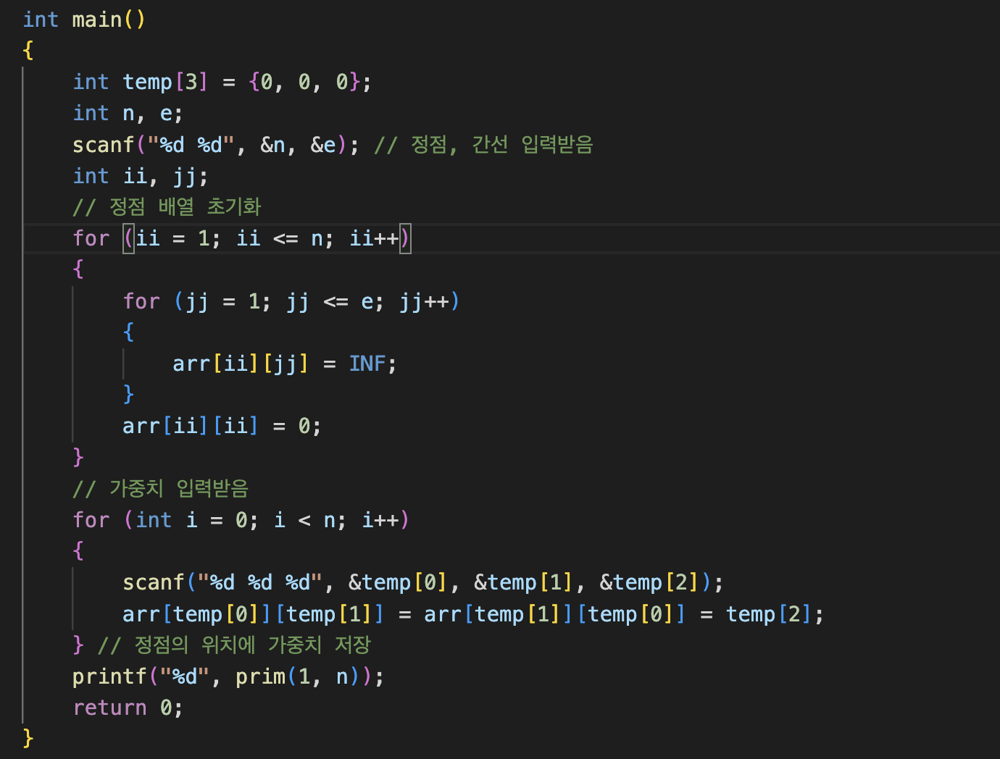 int main()
{
    int temp[3] = {0, 0, 0};
    int n, e;
    scanf("%d %d", &n, &e); // 정점, 간선 입력받음
    int ii, jj;
    // 정점 배열 초기화
    for (ii = 1; ii <= n; ii++)
    {
        for (jj = 1; jj <= e; jj++)
        {
            arr[ii][jj] = INF;
        }
        arr[ii][ii] = 0;
    }
    // 가중치 입력받음
    for (int i = 0; i < n; i++)
    {
        scanf("%d %d %d", &temp[0], &temp[1], &temp[2]);
        arr[temp[0]][temp[1]] = arr[temp[1]][temp[0]] = temp[2];
    } // 정점의 위치에 가중치 저장
    printf("%d", prim(1, n));
    return 0;
}